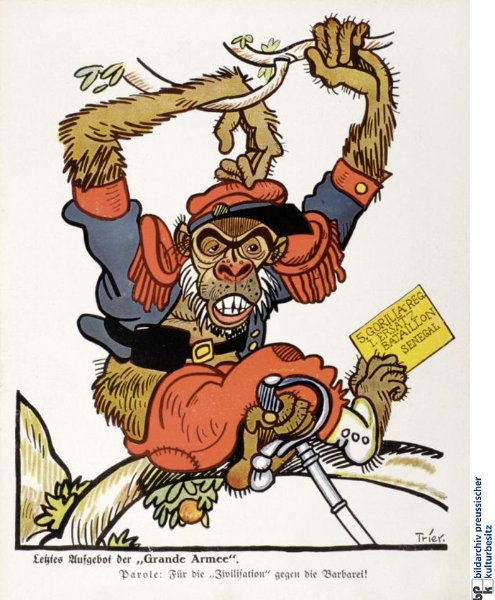 5. GORILLA-REG.
1. ERSATZ
BATAILLON
SENEGAL
Trier.
Letztes Aufgebot der „Grande Armee".
Parole: Für die „Zivilisation" gegen die Barbarei!
bildarchiv preussischer
kulturbesitz
bpk